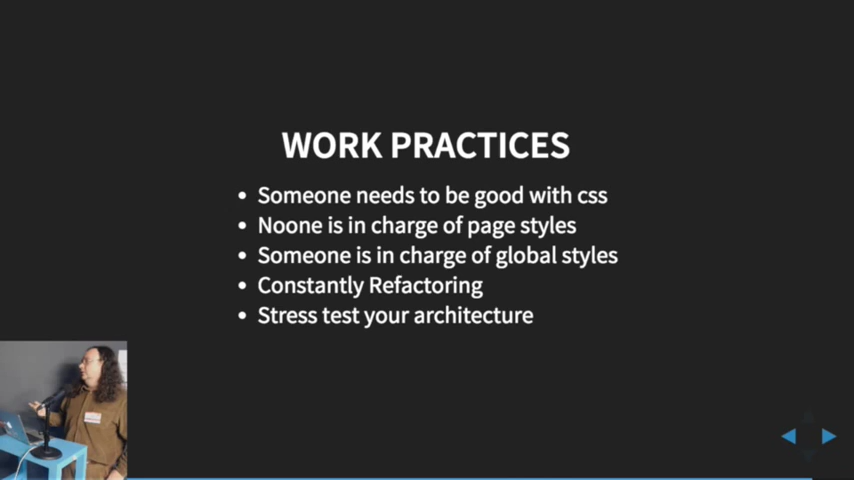 WORK PRACTICES
Someone needs to be good with css
Noone is in charge of page styles
Someone is in charge of global styles
Constantly Refactoring
Stress test your architecture